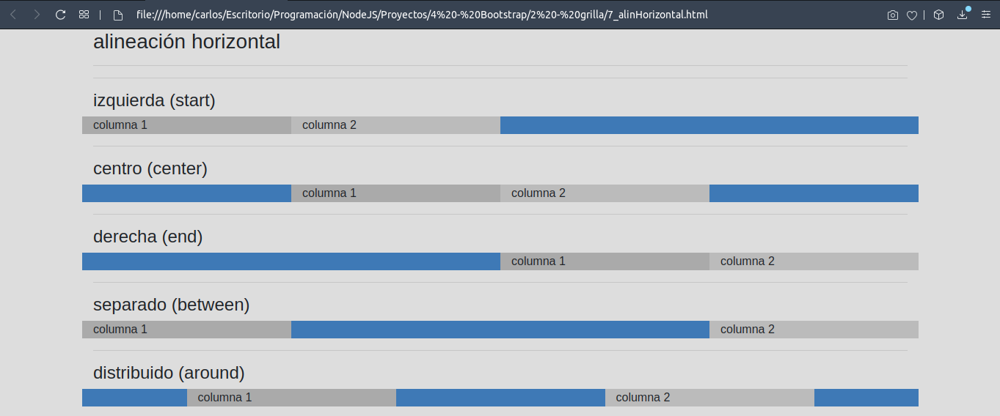 file:///home/carlos/Escritorio/Programación/NodeJS/Proyectos/4%20-%20Bootstrap/2%20-%20grilla/7_alinHorizontal.html
alineación horizontal
izquierda (start)
columna 1 columna 2
centro (center)
columna 1 columna 2
derecha (end)
columna 1 columna 2
separado (between)
columna 1 columna 2
distribuido (around)
columna 1 columna 2